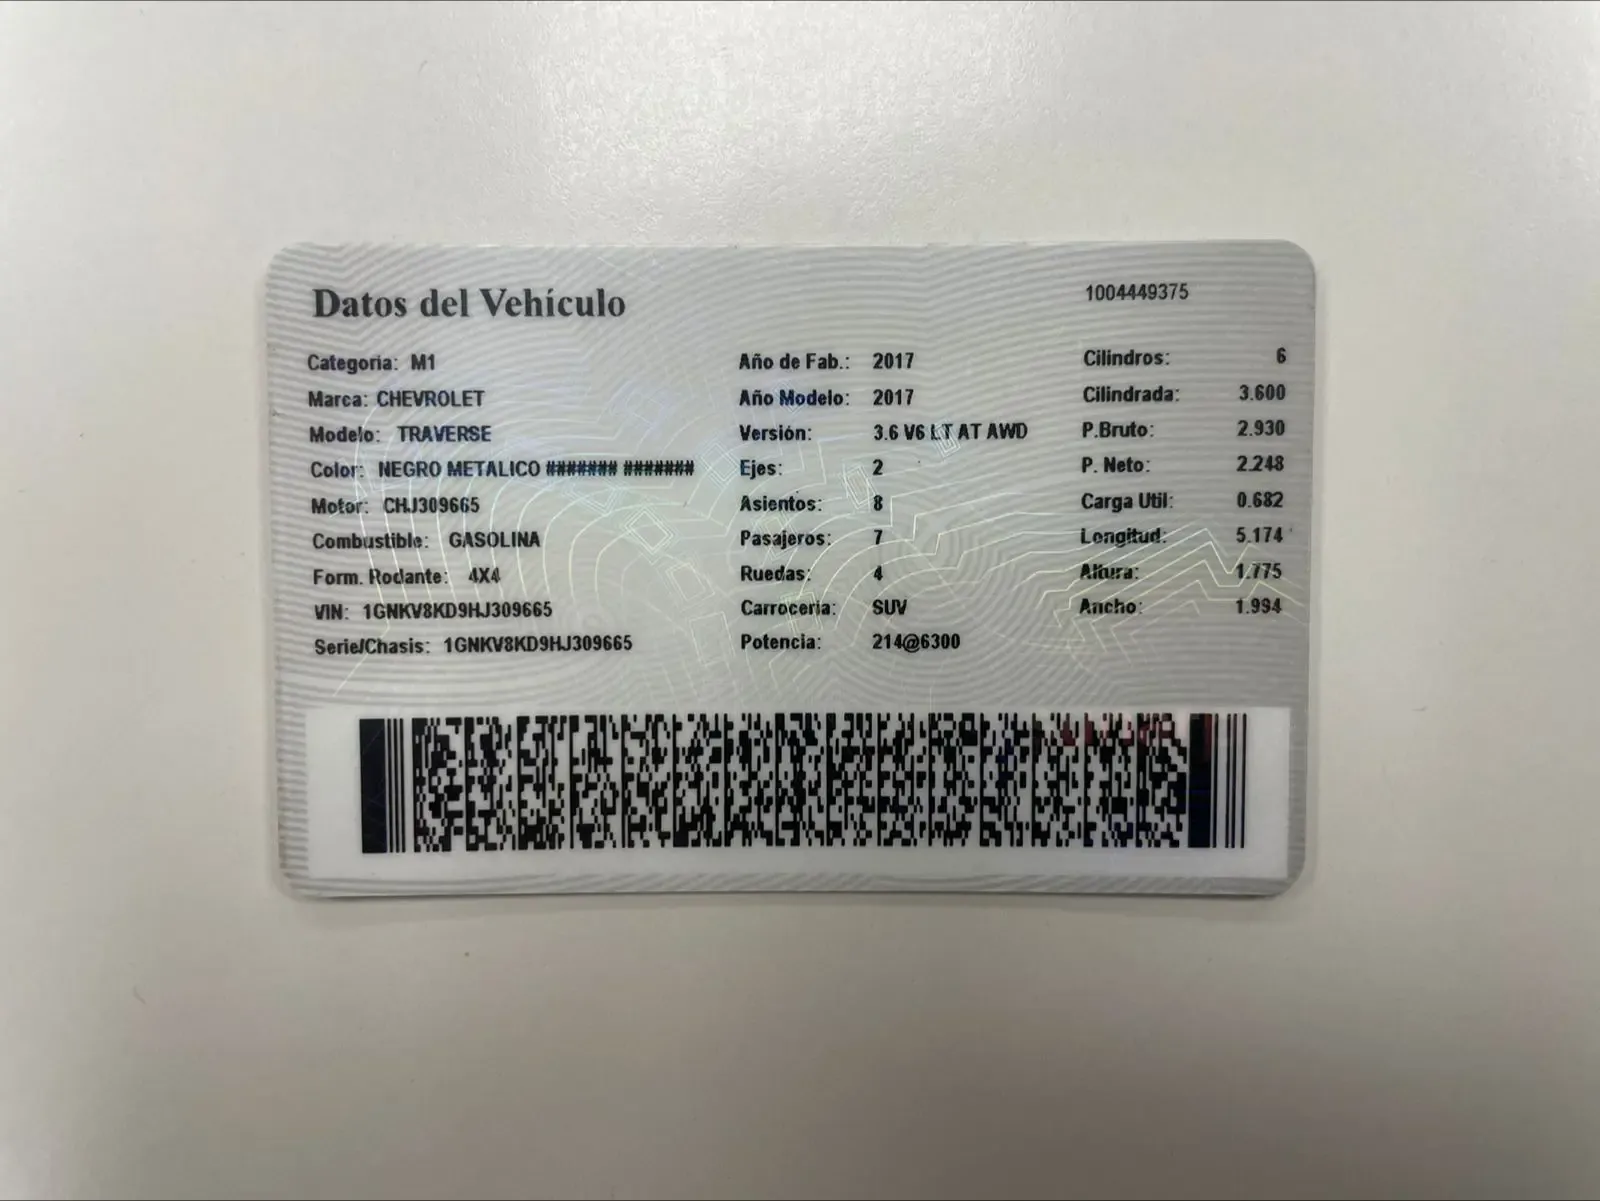 Datos del Vehículo
1004449375
Categoria: M1
Marca: CHEVROLET
Modelo: TRAVERSE
Color: NEGRO METALICO ####### #######
Motor: CHJ309665
Combustible: GASOLINA
Form. Rodante: 4X4
VIN: 1GNKV8KD9HJ309665
Serie/Chasis: 1GNKV8KD9HJ309665
Año de Fab.: 2017
Año Modelo: 2017
Versión: 3.6 V6 LT AT AWD
Ejes: 2
Asientos: 8
Pasajeros: 7
Ruedas: 4
Carrocería: SUV
Potencia: 214@6300
Cilindros: 6
Cilindrada: 3.600
P.Bruto: 2.930
P. Neto: 2.248
Carga Util: 0.682
Longitud: 5.174
Altura: 1.775
Ancho: 1.994